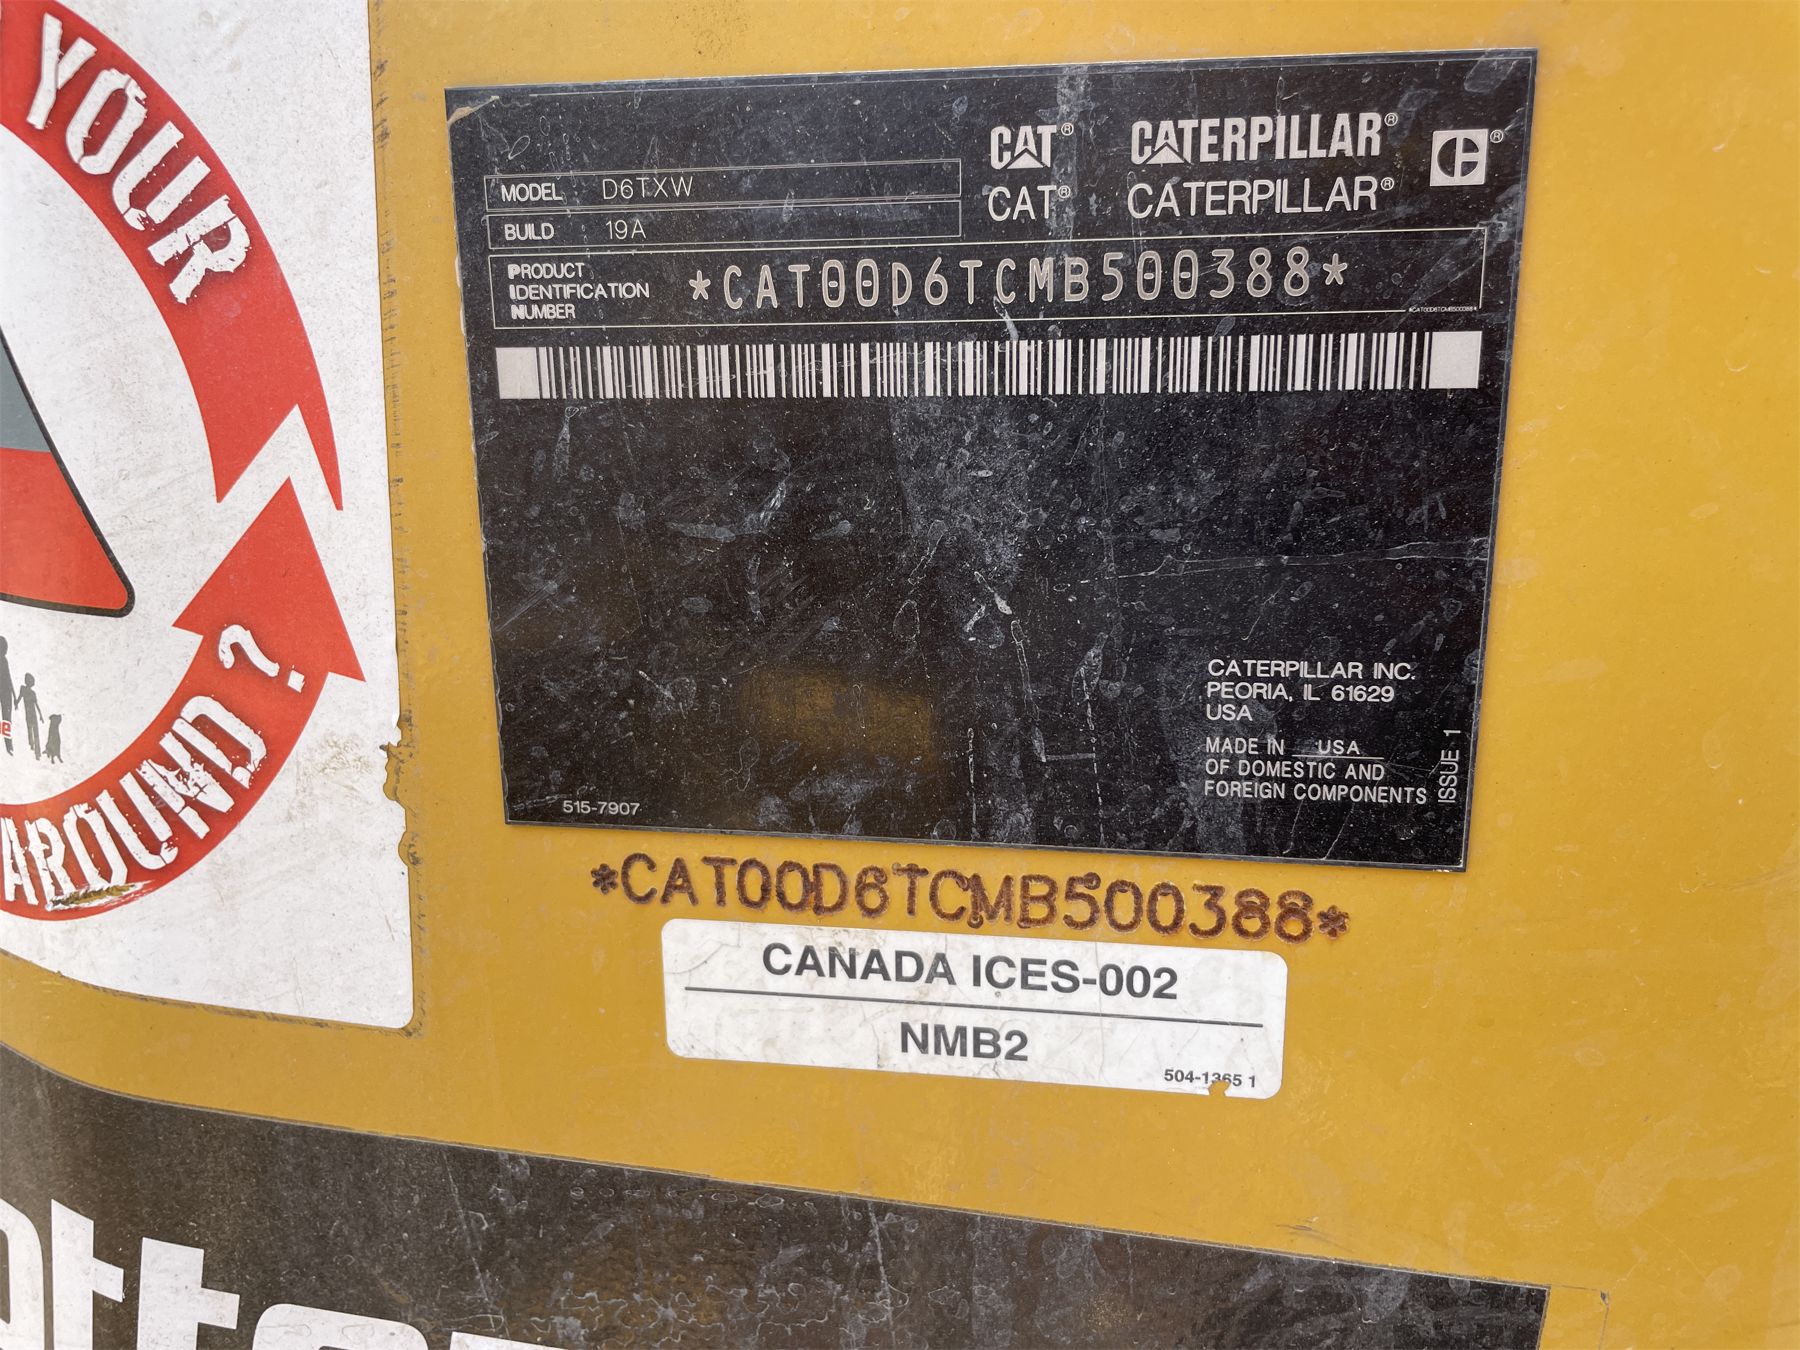 YOUR
AROUND?
CAT® CATERPILLAR®
CAT® CATERPILLAR®
MODEL D6TXW
BUILD 19A
PRODUCT
IDENTIFICATION
NUMBER
*CAT00D6TCMB500388*
*CAT00D6TCMB500388*
CATERPILLAR INC.
PEORIA, IL 61629
USA
MADE IN USA
OF DOMESTIC AND
FOREIGN COMPONENTS
ISSUE 1
515-7907
*CAT00D6TCMB500388*
CANADA ICES-002
NMB2
504-1365 1